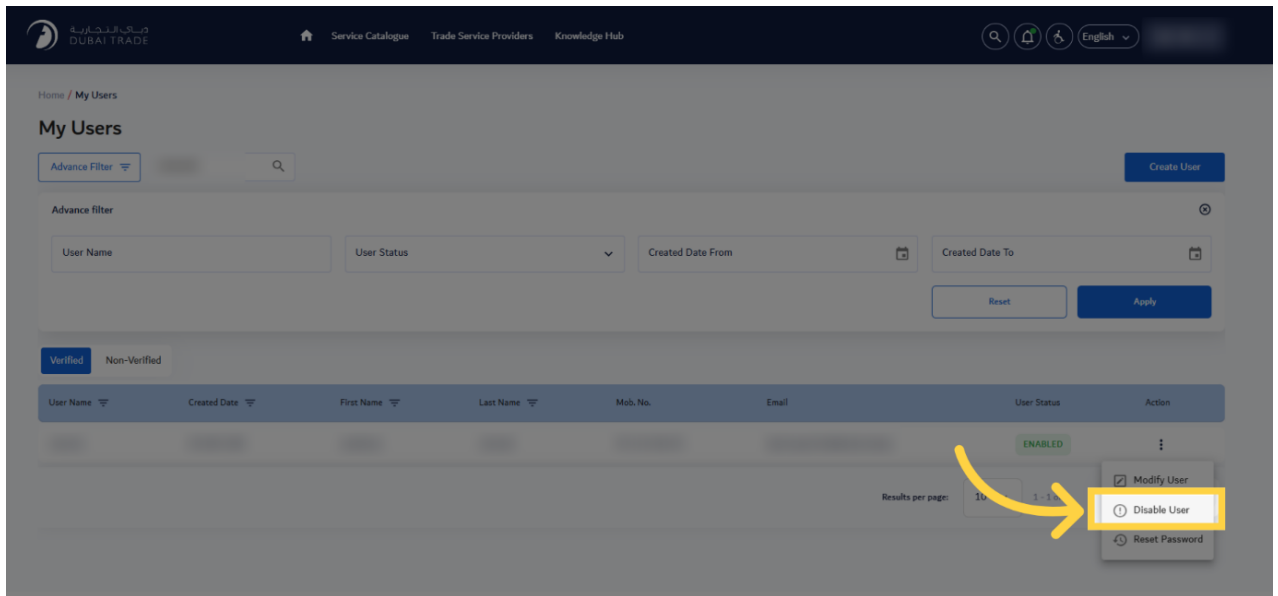 دبي التجارية
DUBAI TRADE
Service Catalogue Trade Service Providers Knowledge Hub English
Home / My Users
My Users
Advance Filter Create User
Advance filter
User Name User Status Created Date From Created Date To
Reset Apply
Verified Non-Verified
User Name Created Date First Name Last Name Mob. No. Email User Status Action
ENABLED
Modify User
Results per page: 10 1 - 1
Disable User
Reset Password